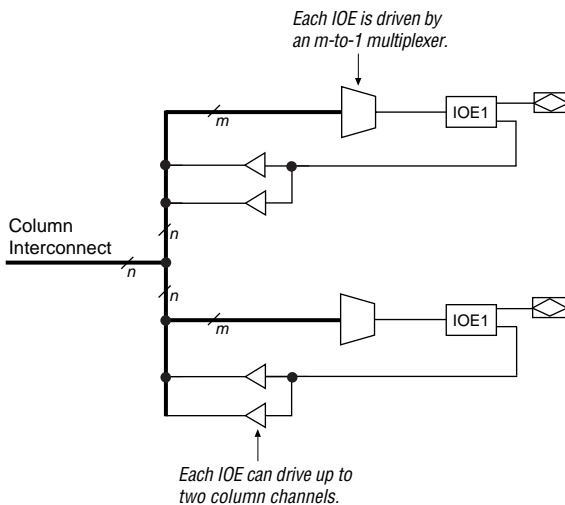 Each IOE is driven by
an m-to-1 multiplexer.
m
IOE1
n
Column
Interconnect
n
n
m
IOE1
Each IOE can drive up to
two column channels.